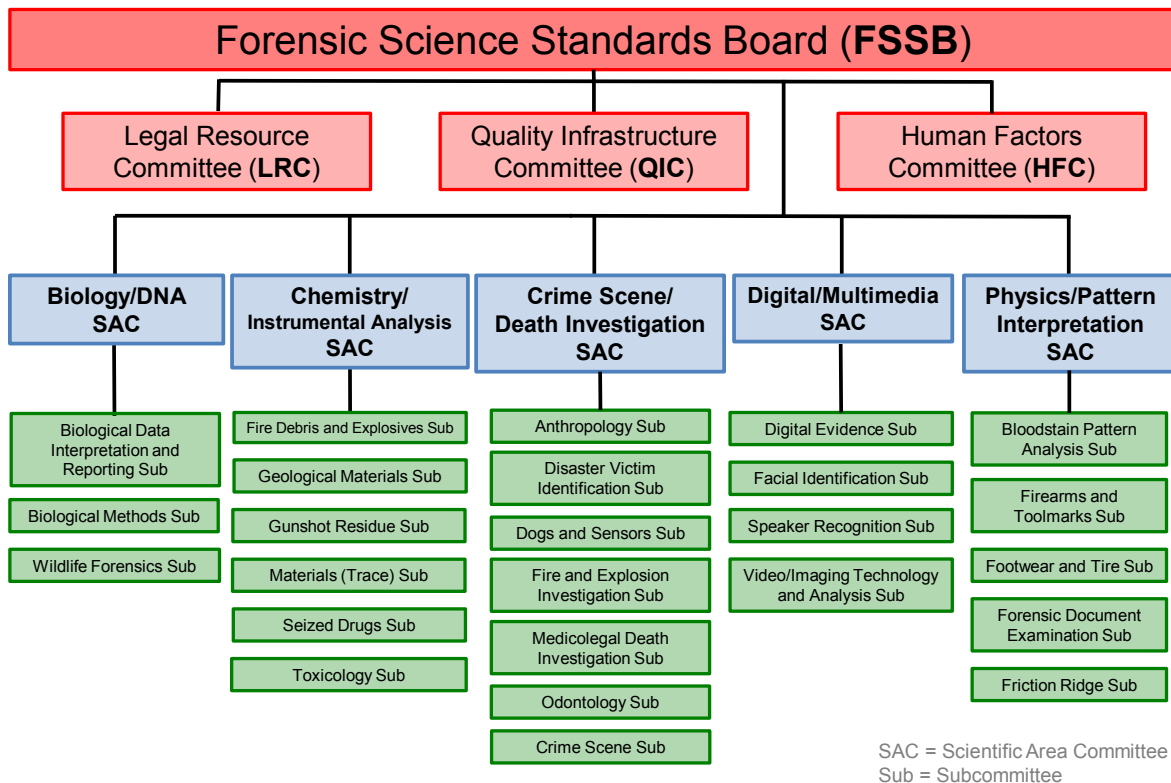 Forensic Science Standards Board (FSSB)
Legal Resource
Committee (LRC)
Quality Infrastructure
Committee (QIC)
Human Factors
Committee (HFC)
Biology/DNA
SAC
Chemistry/
Instrumental Analysis
SAC
Crime Scene/
Death Investigation
SAC
Digital/Multimedia
SAC
Physics/Pattern
Interpretation
SAC
Biological Data
Interpretation and
Reporting Sub
Biological Methods Sub
Wildlife Forensics Sub
Fire Debris and Explosives Sub
Geological Materials Sub
Gunshot Residue Sub
Materials (Trace) Sub
Seized Drugs Sub
Toxicology Sub
Anthropology Sub
Disaster Victim
Identification Sub
Dogs and Sensors Sub
Fire and Explosion
Investigation Sub
Medicolegal Death
Investigation Sub
Odontology Sub
Crime Scene Sub
Digital Evidence Sub
Facial Identification Sub
Speaker Recognition Sub
Video/Imaging Technology
and Analysis Sub
Bloodstain Pattern
Analysis Sub
Firearms and
Toolmarks Sub
Footwear and Tire Sub
Forensic Document
Examination Sub
Friction Ridge Sub
SAC = Scientific Area Committee
Sub = Subcommittee